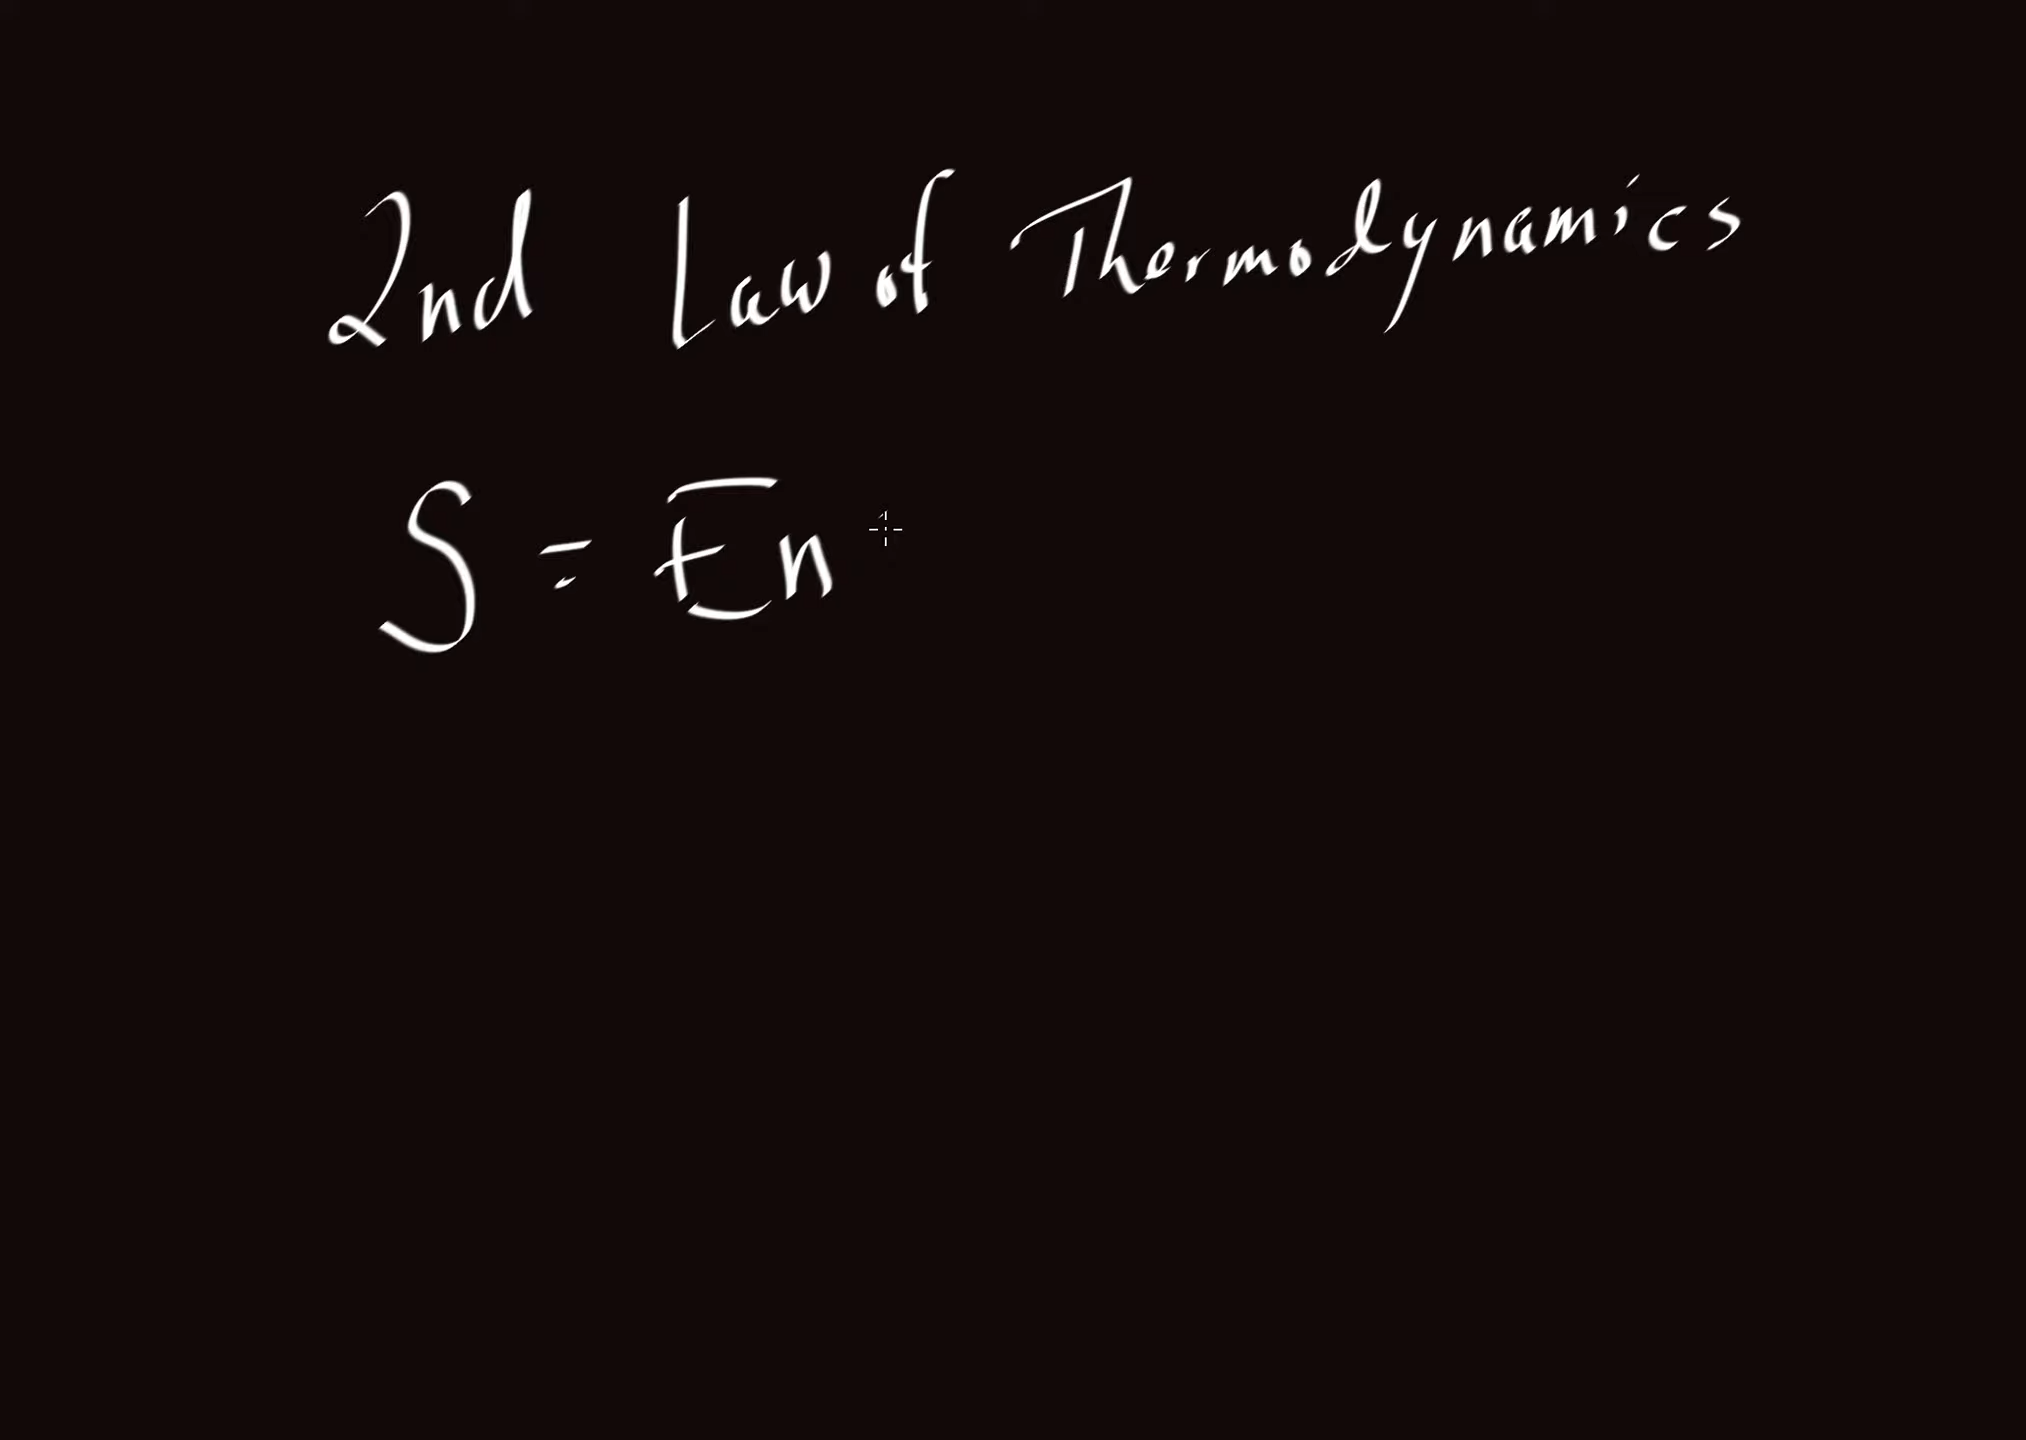 2nd Law of Thermodynamics
S = En